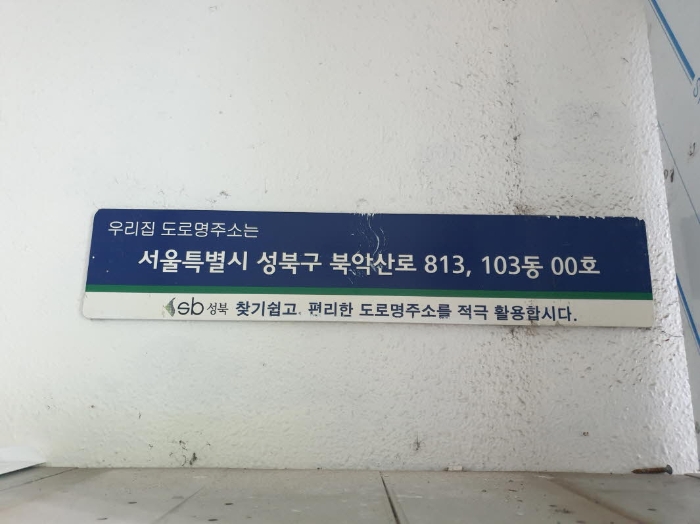 우리집 도로명주소는
서울특별시 성북구 북악산로 813, 103동 00호
sb 성북 찾기쉽고 편리한 도로명주소를 적극 활용합시다.